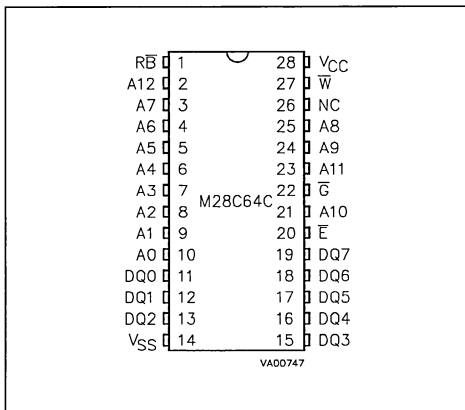 RB̅ 1 28 VCC
A12 2 27 W̅
A7 3 26 NC
A6 4 25 A8
A5 5 24 A9
A4 6 23 A11
A3 7 22 G̅
M28C64C
A2 8 21 A10
A1 9 20 E̅
A0 10 19 DQ7
DQ0 11 18 DQ6
DQ1 12 17 DQ5
DQ2 13 16 DQ4
VSS 14 15 DQ3
VA00747